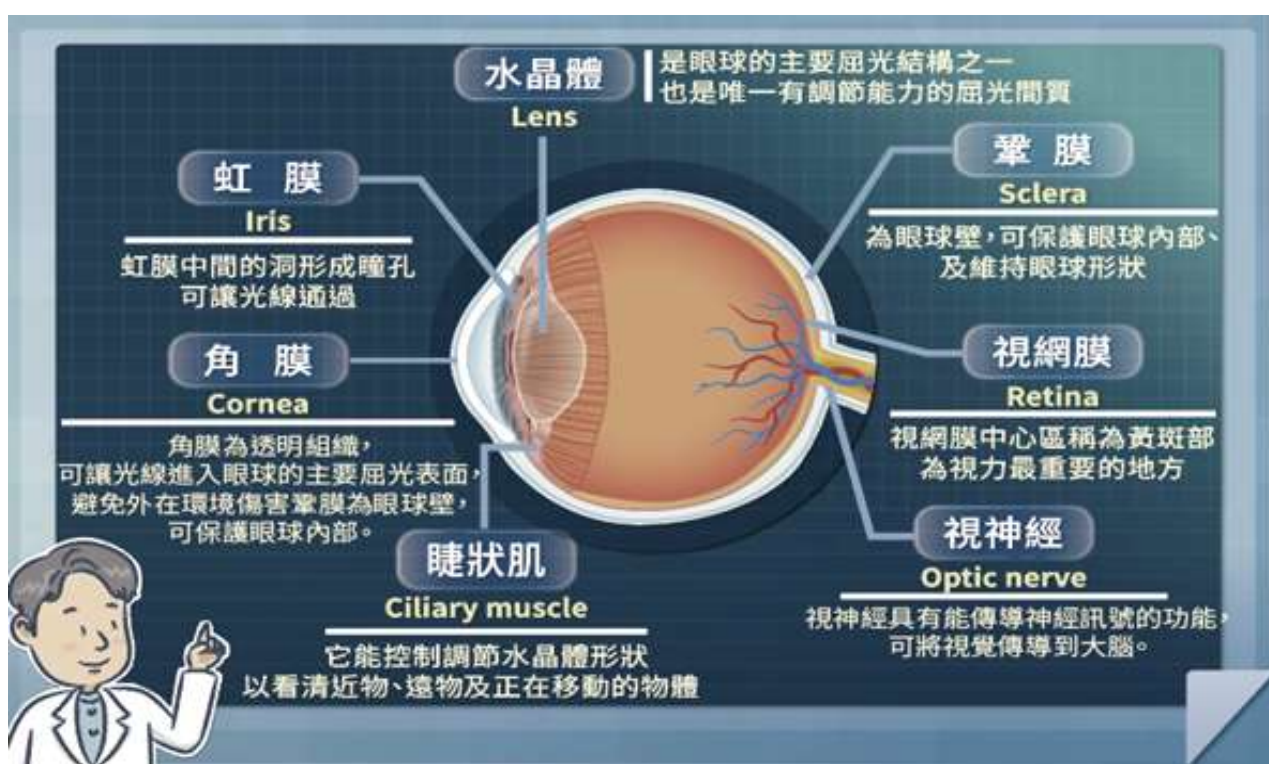 水晶體
Lens
是眼球的主要屈光結構之一
也是唯一有調節能力的屈光間質
虹膜
Iris
虹膜中間的洞形成瞳孔
可讓光線通過
角膜
Cornea
角膜為透明組織，
可讓光線進入眼球的主要屈光表面，
避免外在環境傷害鞏膜為眼球壁，
可保護眼球內部。
睫狀肌
Ciliary muscle
它能控制調節水晶體形狀
以看清近物、遠物及正在移動的物體
鞏膜
Sclera
為眼球壁，可保護眼球內部、
及維持眼球形狀
視網膜
Retina
視網膜中心區稱為黃斑部
為視力最重要的地方
視神經
Optic nerve
視神經具有能傳導神經訊號的功能，
可將視覺傳導到大腦。